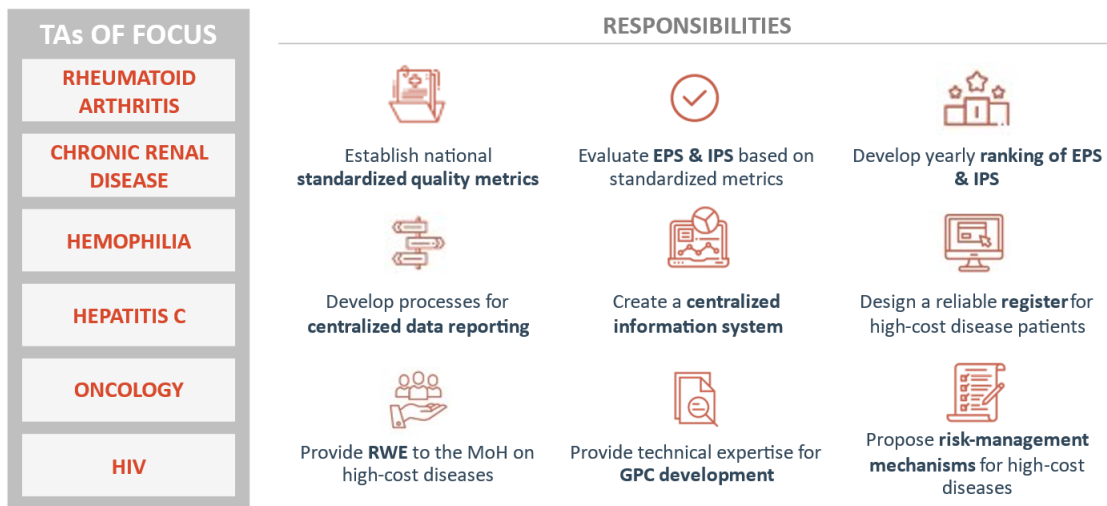 TAs OF FOCUS
RHEUMATOID
ARTHRITIS
CHRONIC RENAL
DISEASE
HEMOPHILIA
HEPATITIS C
ONCOLOGY
HIV
RESPONSIBILITIES
Establish national
standardized quality metrics
Evaluate EPS & IPS based on
standardized metrics
Develop yearly ranking of EPS
& IPS
Develop processes for
centralized data reporting
Create a centralized
information system
Design a reliable register for
high-cost disease patients
Provide RWE to the MoH on
high-cost diseases
Provide technical expertise for
GPC development
Propose risk-management
mechanisms for high-cost
diseases